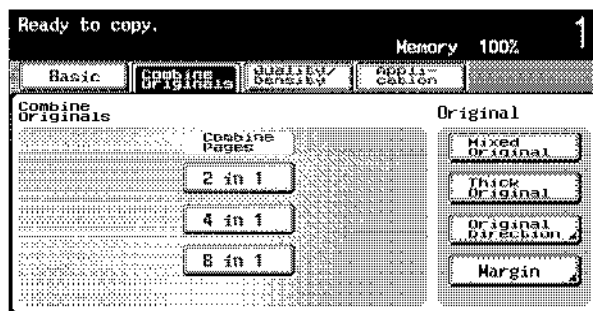 Ready to copy.
1
Memory 100%
Basic
Combine
Originals
Quality/
Density
Appli-
cation
Combine
Originals
Original
Combine
Pages
2 in 1
4 in 1
8 in 1
Mixed
Original
Thick
Original
Original
Direction
Margin